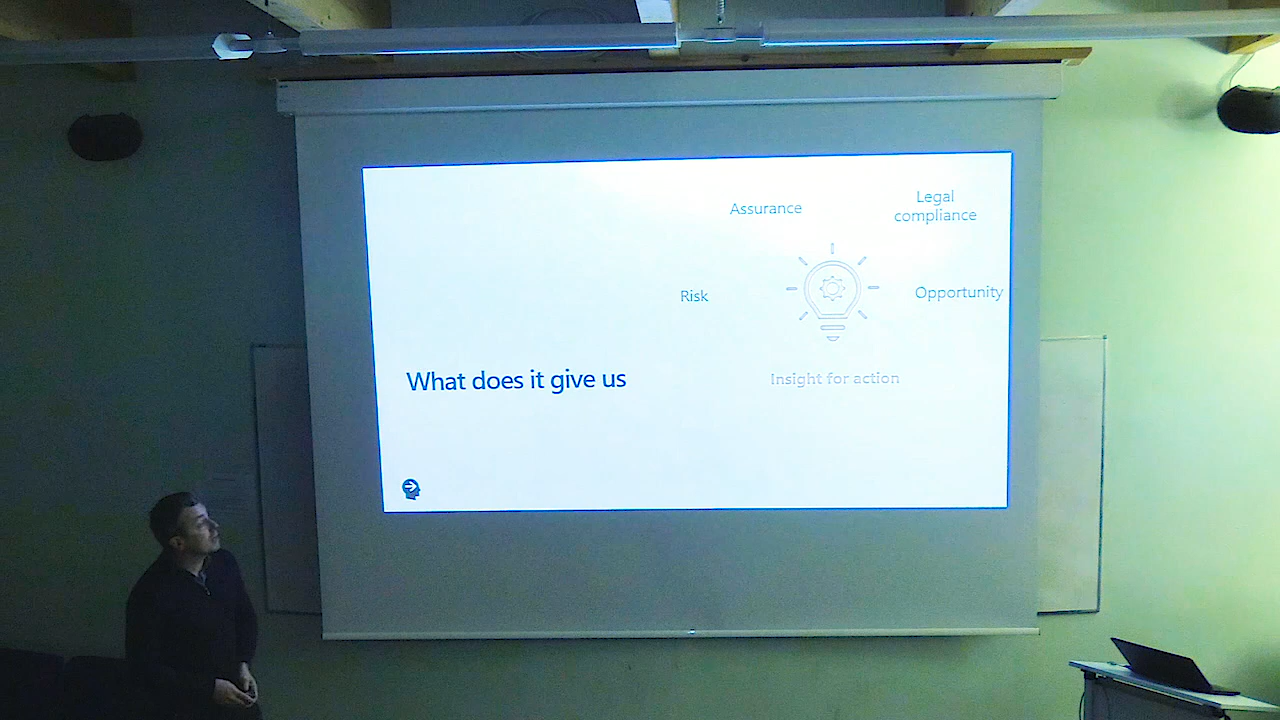 Assurance
Legal
compliance
Risk
Opportunity
What does it give us
Insight for action